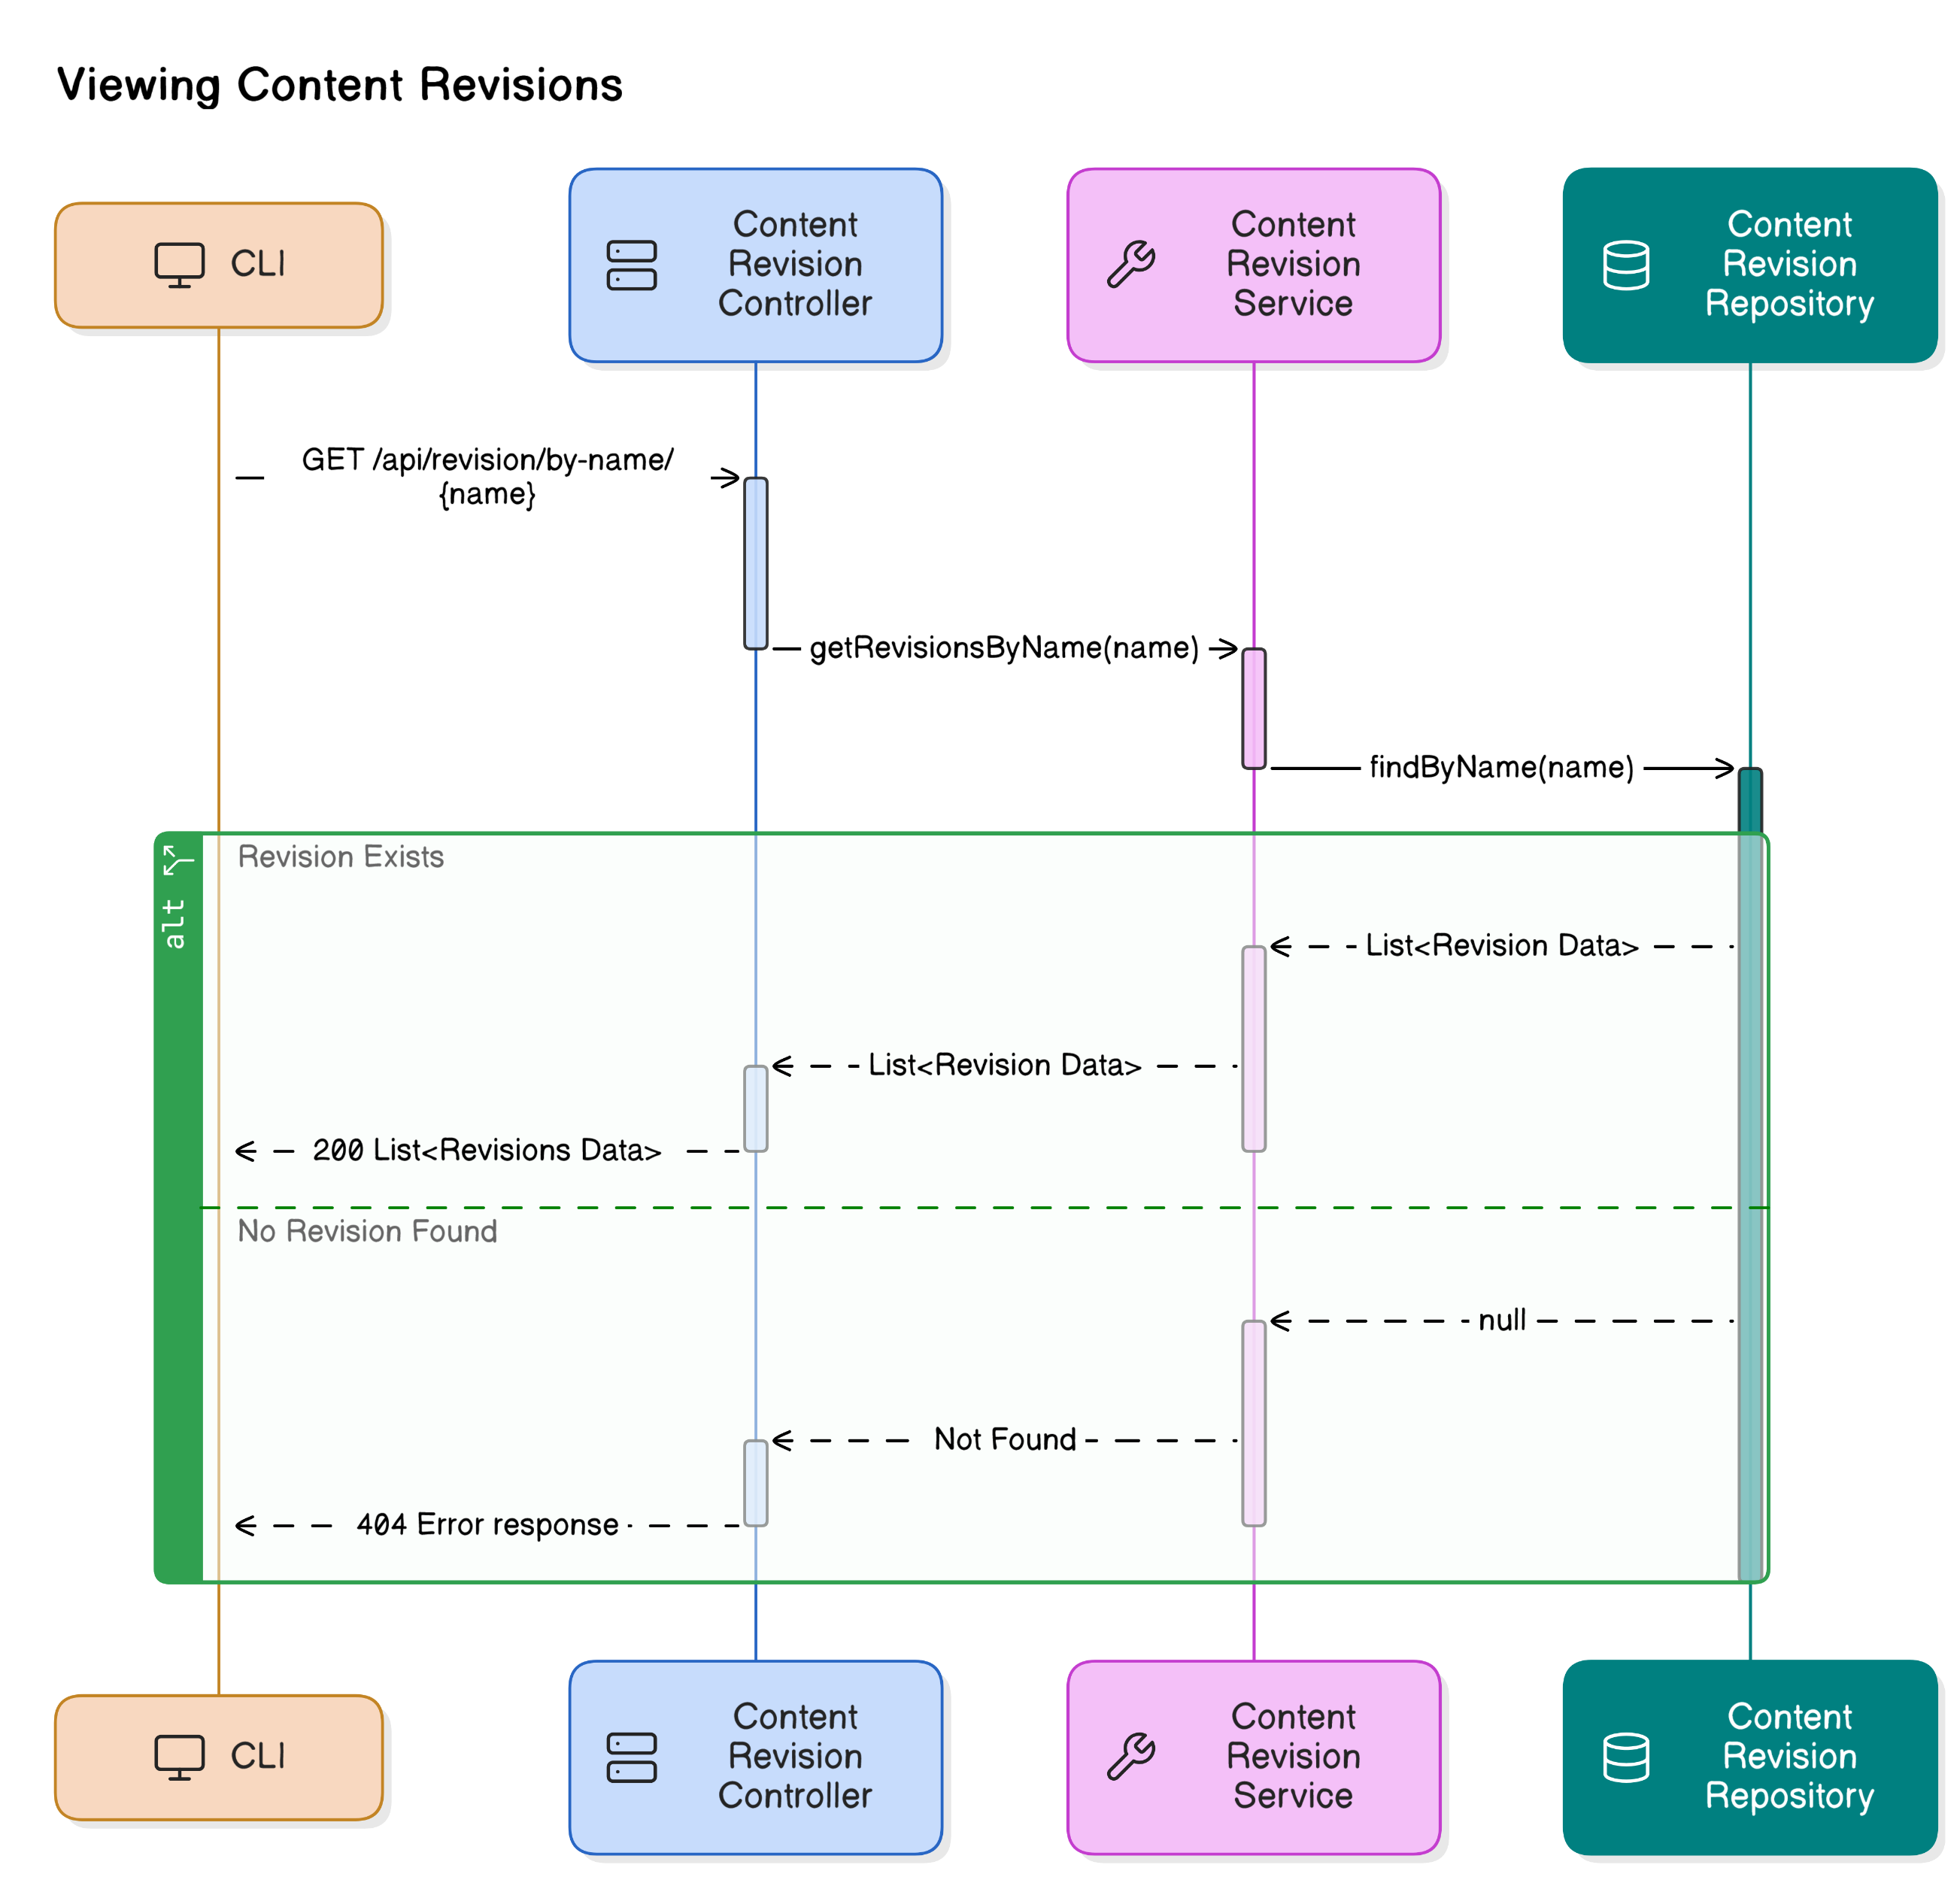 Viewing Content Revisions
CLI
Content
Revision
Controller
Content
Revision
Service
Content
Revision
Repository
GET /api/revision/by-name/
{name}
getRevisionsByName(name)
findByName(name)
alt
Revision Exists
List<Revision Data>
List<Revision Data>
200 List<Revisions Data>
No Revision Found
null
Not Found
404 Error response
CLI
Content
Revision
Controller
Content
Revision
Service
Content
Revision
Repository